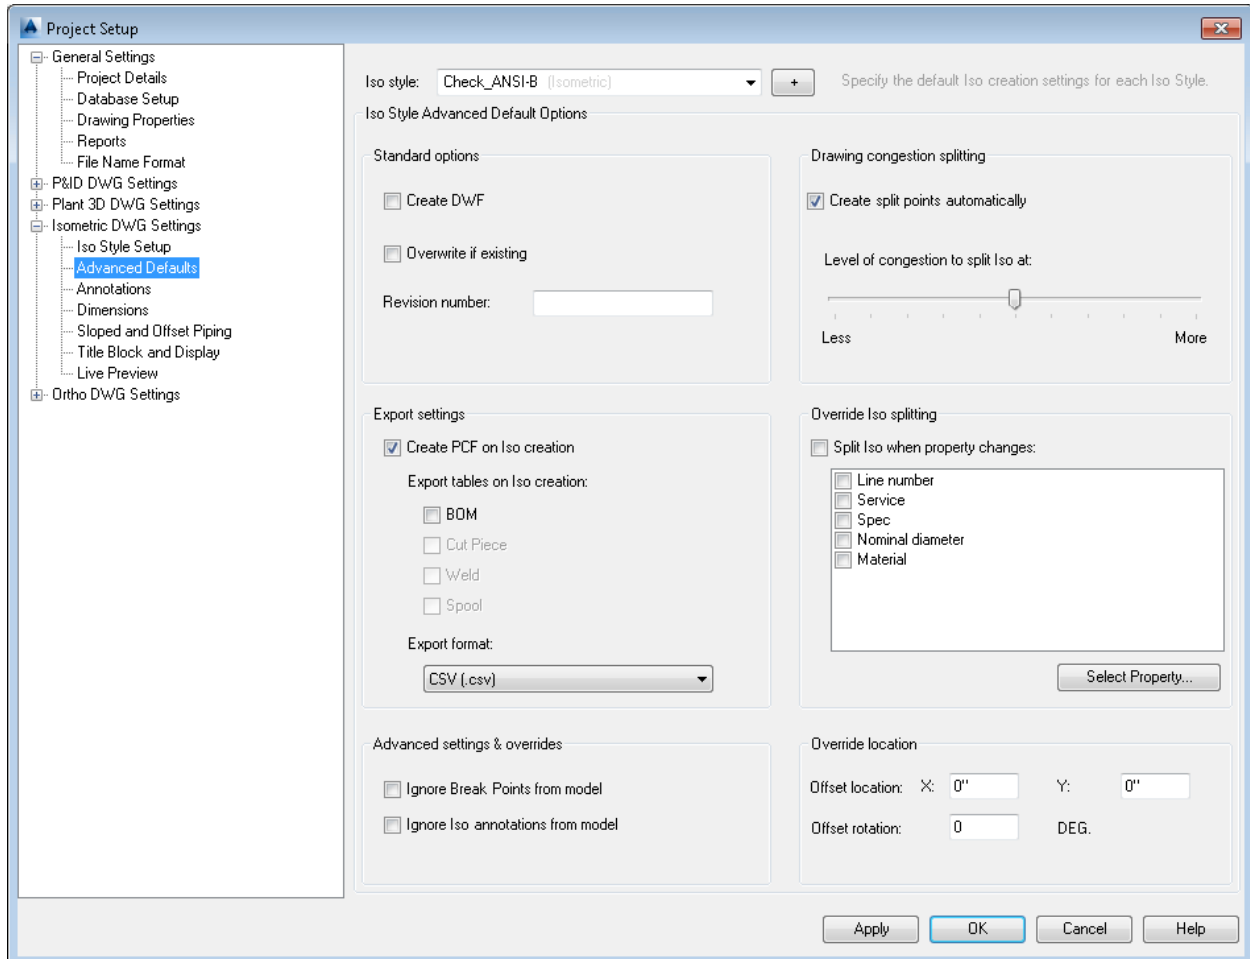 Project Setup
General Settings
Project Details
Database Setup
Drawing Properties
Reports
File Name Format
P&ID DWG Settings
Plant 3D DWG Settings
Isometric DWG Settings
Iso Style Setup
Advanced Defaults
Annotations
Dimensions
Sloped and Offset Piping
Title Block and Display
Live Preview
Ortho DWG Settings
Iso style: Check_ANSI-B (Isometric) + Specify the default Iso creation settings for each Iso Style.
Iso Style Advanced Default Options
Standard options
Create DWF
Overwrite if existing
Revision number:
Drawing congestion splitting
Create split points automatically
Level of congestion to split Iso at:
Less More
Export settings
Create PCF on Iso creation
Export tables on Iso creation:
BOM
Cut Piece
Weld
Spool
Export format:
CSV (.csv)
Override Iso splitting
Split Iso when property changes:
Line number
Service
Spec
Nominal diameter
Material
Select Property...
Advanced settings & overrides
Ignore Break Points from model
Ignore Iso annotations from model
Override location
Offset location: X: 0" Y: 0"
Offset rotation: 0 DEG.
Apply OK Cancel Help